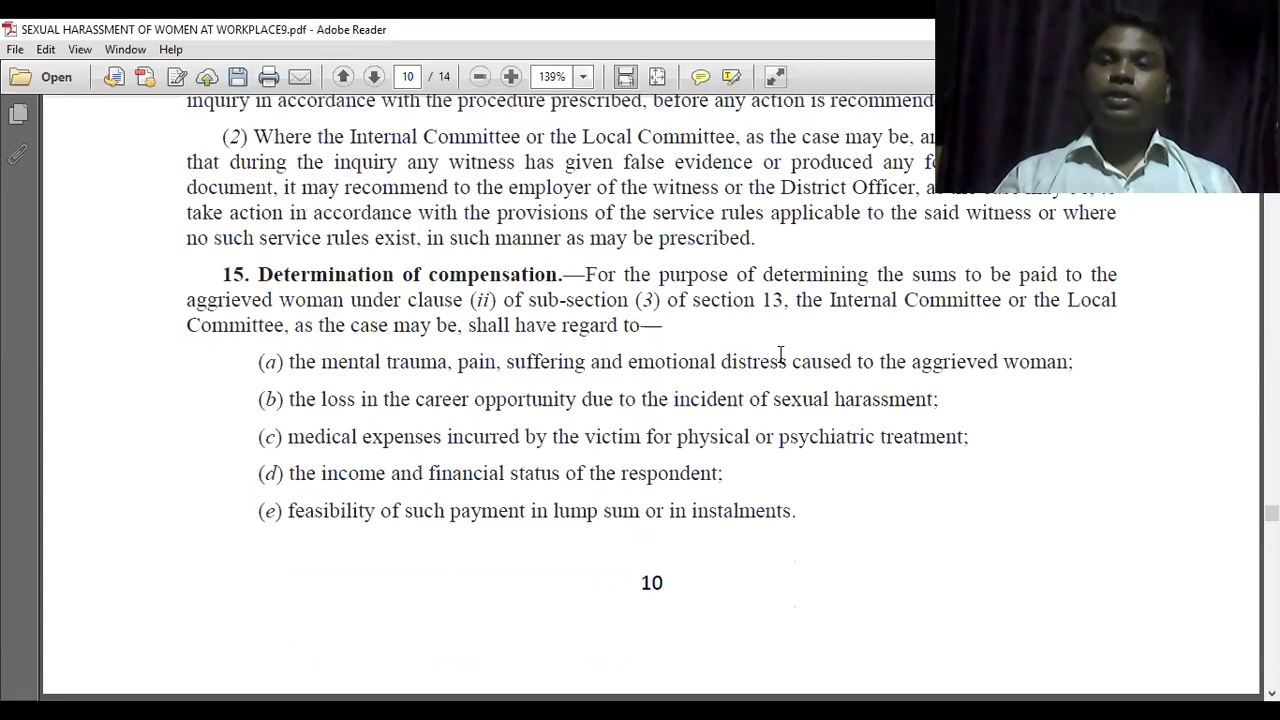 SEXUAL HARASSMENT OF WOMEN AT WORKPLACE9.pdf - Adobe Reader
File Edit View Window Help
Open 10 / 14 139%
inquiry in accordance with the procedure prescribed, before any action is
(2) Where the Internal Committee or the Local Committee, as the case may be,
that during the inquiry any witness has given false evidence or produced any
document, it may recommend to the employer of the witness or the District Officer,
take action in accordance with the provisions of the service rules applicable to the said witness or where
no such service rules exist, in such manner as may be prescribed.
15. Determination of compensation.—For the purpose of determining the sums to be paid to the
aggrieved woman under clause (ii) of sub-section (3) of section 13, the Internal Committee or the Local
Committee, as the case may be, shall have regard to—
(a) the mental trauma, pain, suffering and emotional distress caused to the aggrieved woman;
(b) the loss in the career opportunity due to the incident of sexual harassment;
(c) medical expenses incurred by the victim for physical or psychiatric treatment;
(d) the income and financial status of the respondent;
(e) feasibility of such payment in lump sum or in instalments.
10